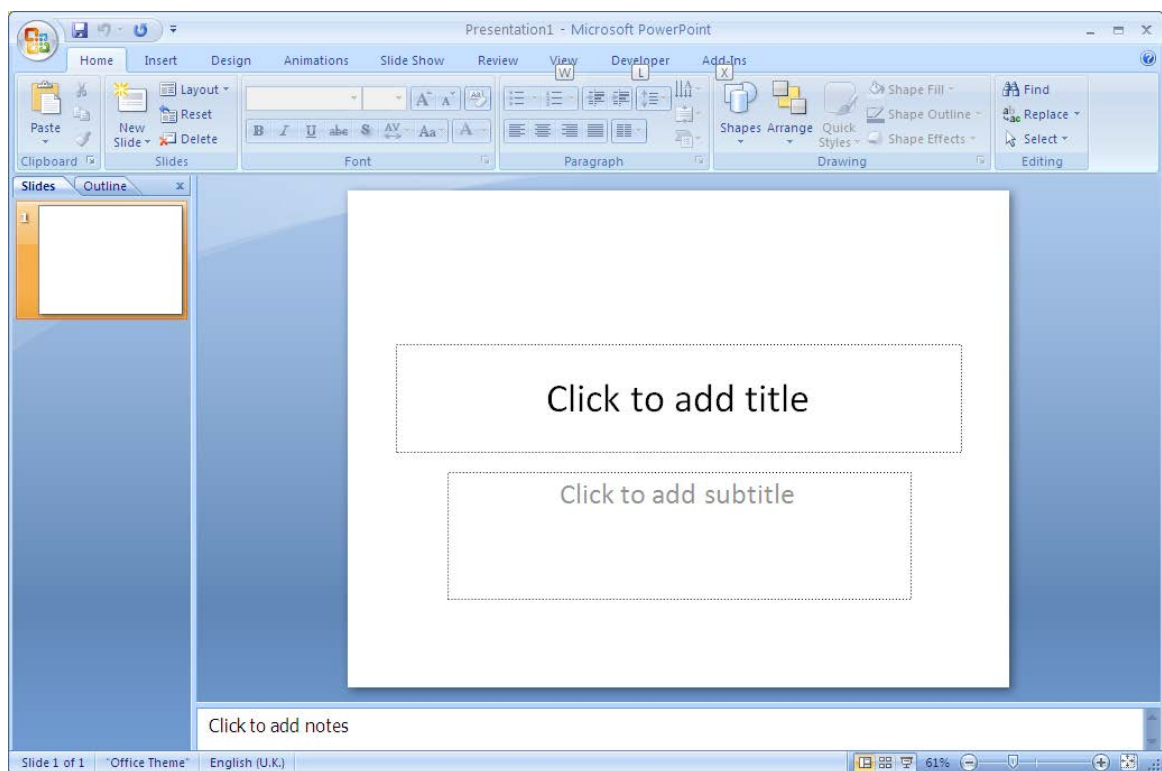 Presentation1 - Microsoft PowerPoint
Home Insert Design Animations Slide Show Review View Developer Add-Ins
W L X
Paste
Clipboard
New
Slide
Layout
Reset
Delete
Slides
B I U abc S AV Aa A
A A
Font
Paragraph
Shapes Arrange Quick
Styles
Shape Fill
Shape Outline
Shape Effects
Drawing
Find
Replace
Select
Editing
Slides Outline x
1
Click to add title
Click to add subtitle
Click to add notes
Slide 1 of 1 "Office Theme" English (U.K.) 61%